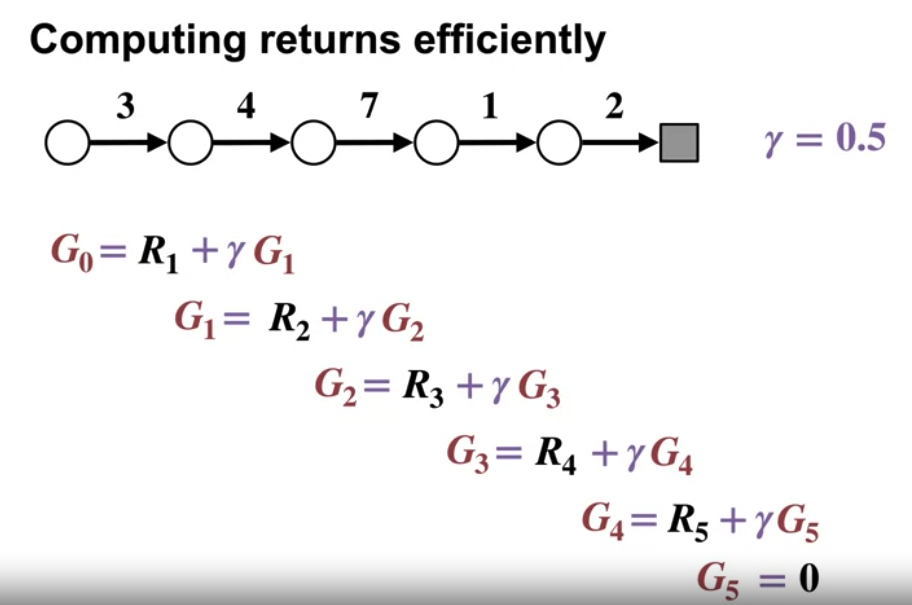 Computing returns efficiently
3 4 7 1 2
γ = 0.5
G₀ = R₁ + γ G₁
G₁ = R₂ + γ G₂
G₂ = R₃ + γ G₃
G₃ = R₄ + γ G₄
G₄ = R₅ + γ G₅
G₅ = 0